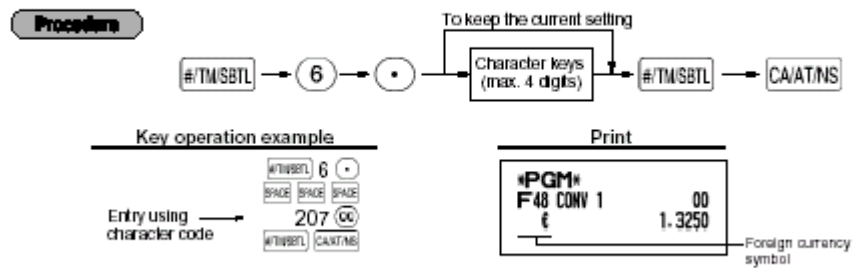 Procedure
To keep the current setting
#/TM/SBTL 6 • Character keys (max. 4 digits) #/TM/SBTL CA/AT/NS
Key operation example
#/TM/SBTL 6 •
SPACE SPACE SPACE
Entry using character code
207 00
#/TM/SBTL CA/AT/NS
Print
*PGM*
F48 CONV 1 00
€ 1.3250
Foreign currency symbol